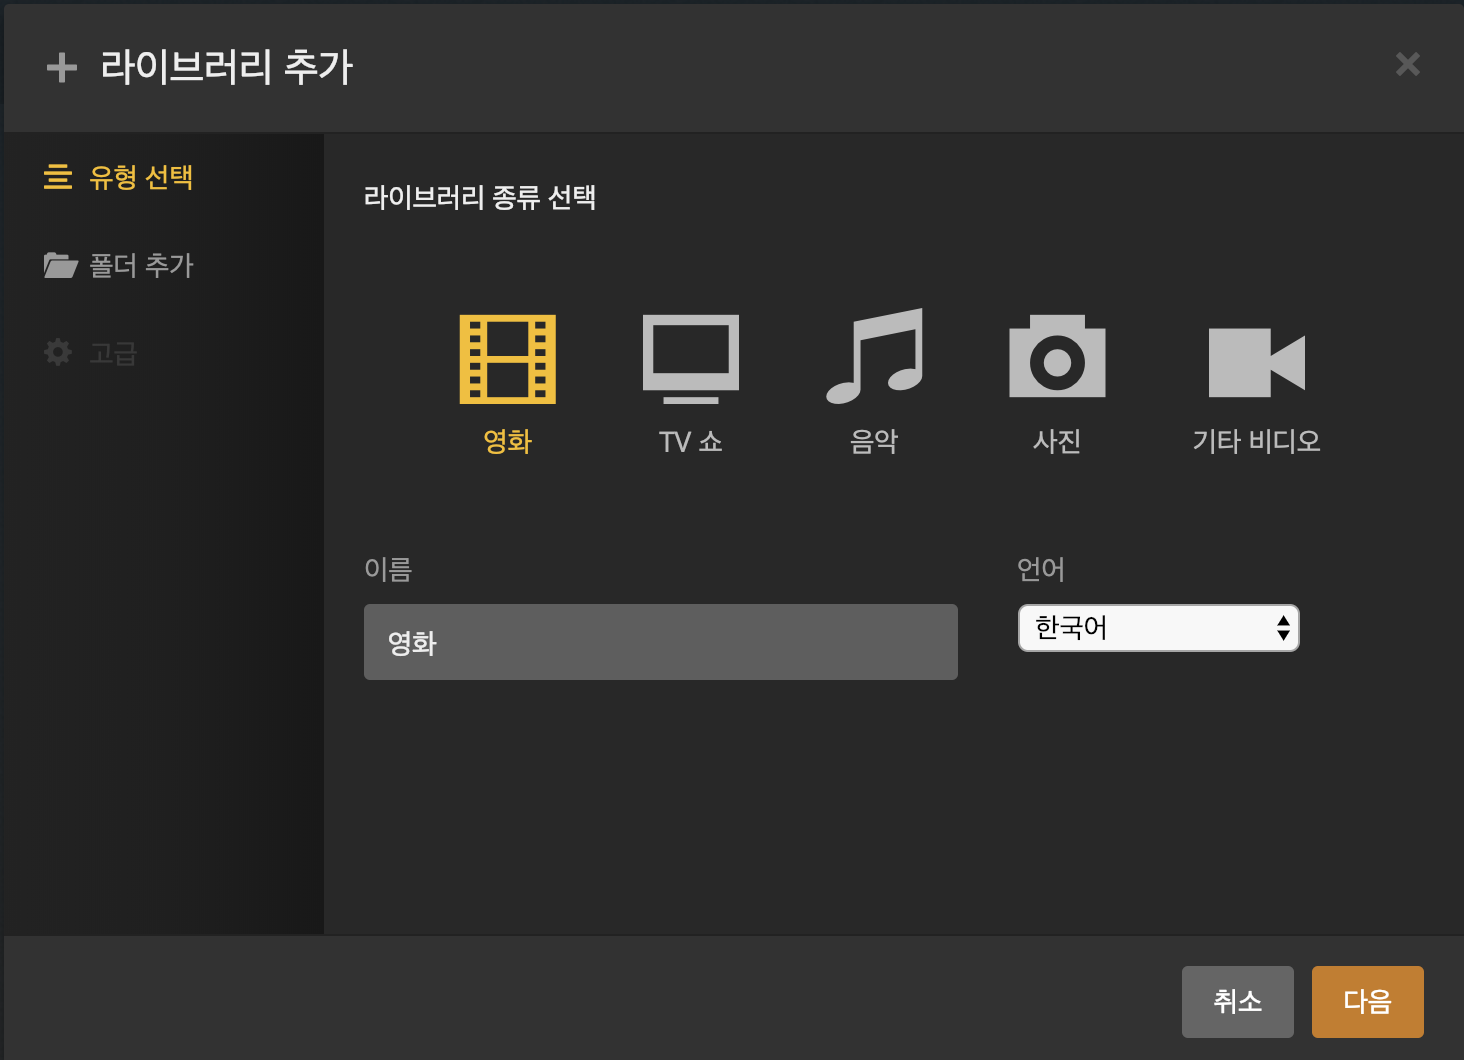 라이브러리 추가
유형 선택
폴더 추가
고급
라이브러리 종류 선택
영화
TV 쇼
음악
사진
기타 비디오
이름
언어
영화
한국어
취소
다음